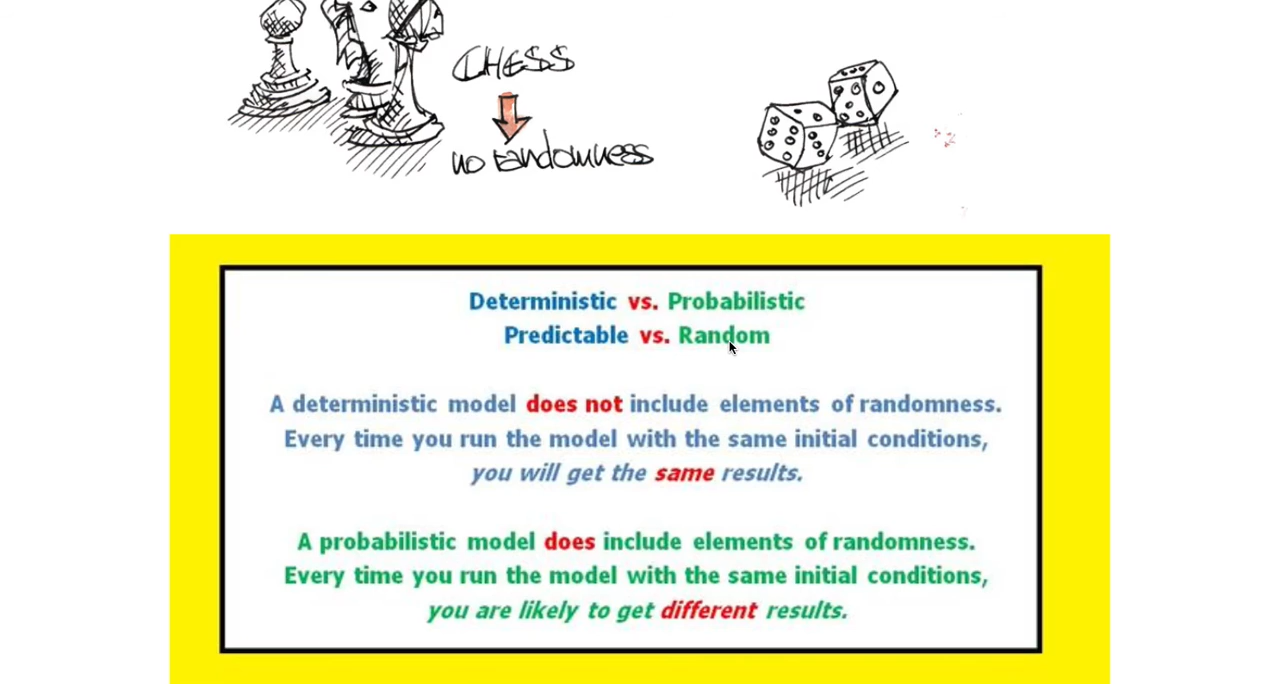 CHESS
no randomness
Deterministic vs. Probabilistic
Predictable vs. Random
A deterministic model does not include elements of randomness.
Every time you run the model with the same initial conditions,
you will get the same results.
A probabilistic model does include elements of randomness.
Every time you run the model with the same initial conditions,
you are likely to get different results.